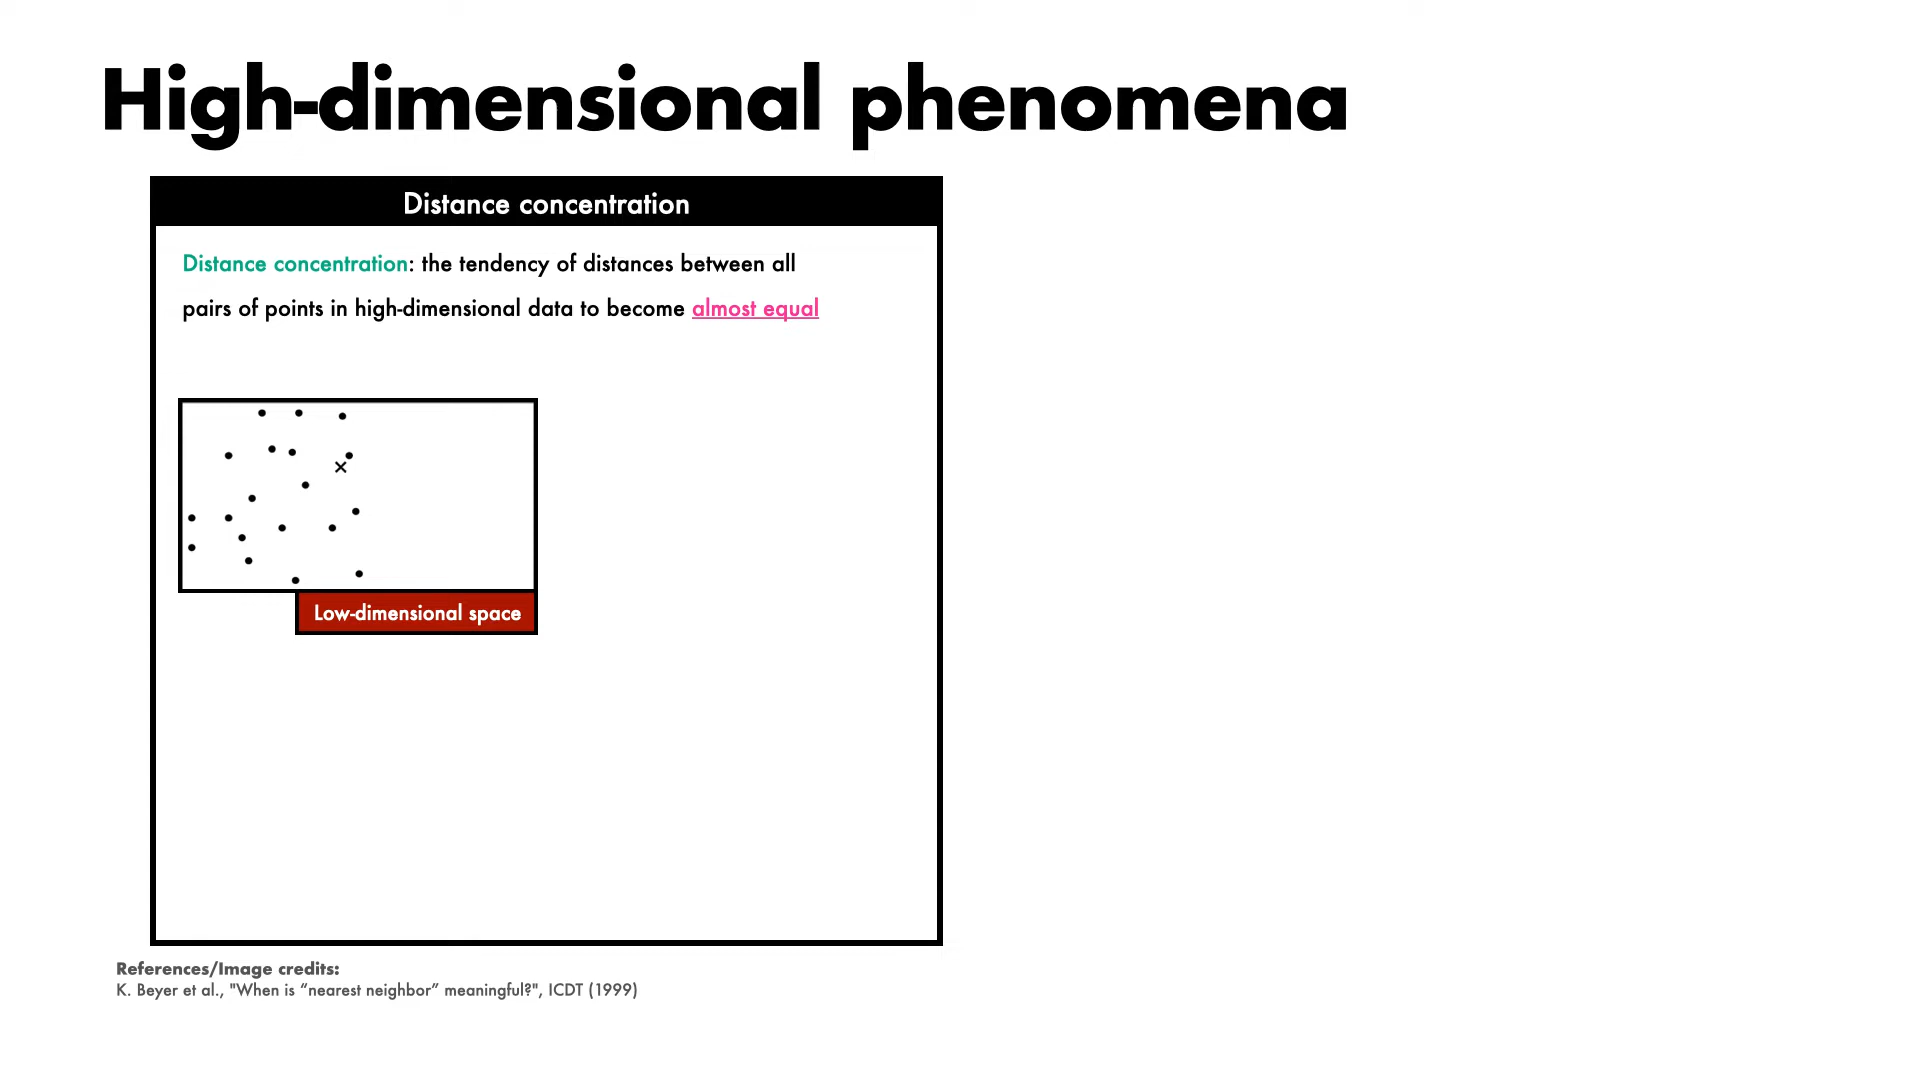 High-dimensional phenomena
Distance concentration
Distance concentration: the tendency of distances between all
pairs of points in high-dimensional data to become almost equal
Low-dimensional space
References/Image credits:
K. Beyer et al., "When is “nearest neighbor” meaningful?", ICDT (1999)